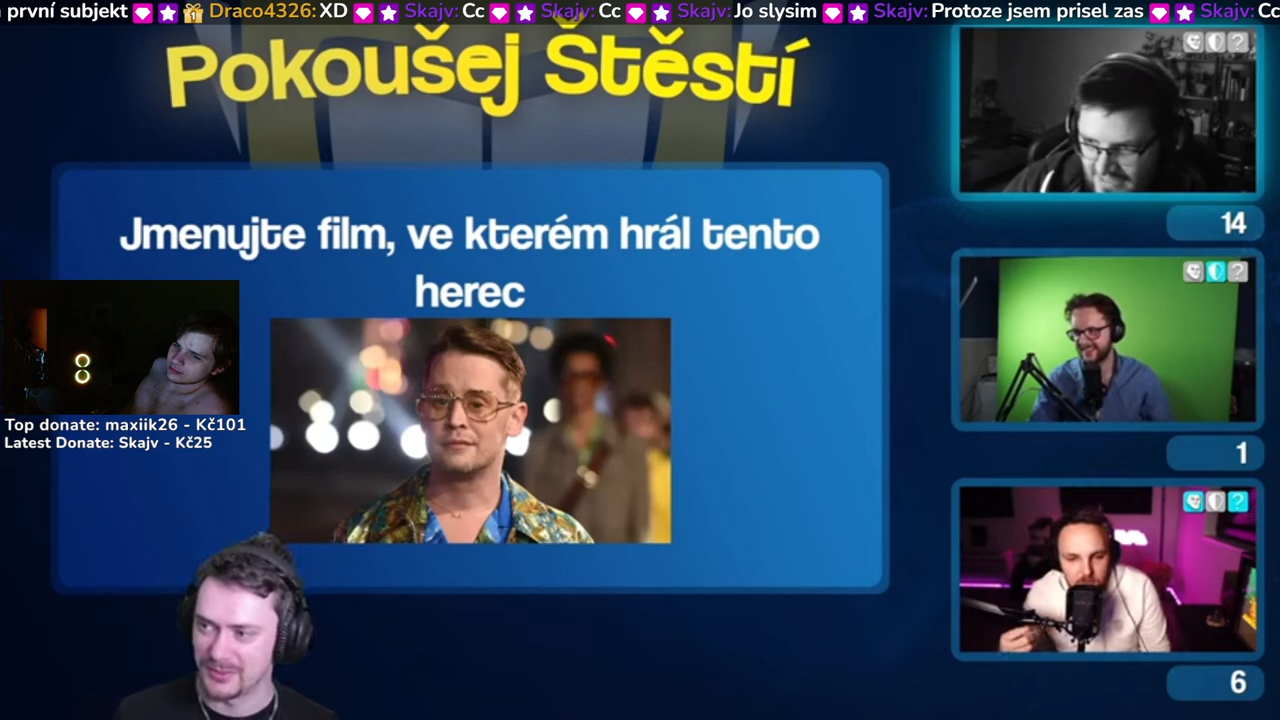 první subjekt Draco4326: XD Skajv: Cc Skajv: Cc Skajv: Jo slysim Skajv: Protoze jsem prisel zas Skajv: Cc
Pokoušej Štěstí
Jmenujte film, ve kterém hrál tento
herec
Top donate: maxiik26 - Kč101
Latest Donate: Skajv - Kč25
14
1
6